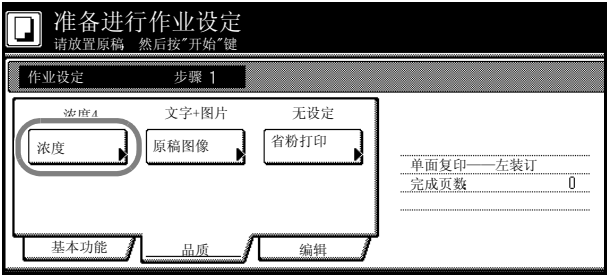 准备进行作业设定
请放置原稿 然后按"开始"键
作业设定 步骤 1
浓度4 文字+图片 无设定
浓度 原稿图像 省粉打印
单面复印——左装订
完成页数 0
基本功能 品质 编辑